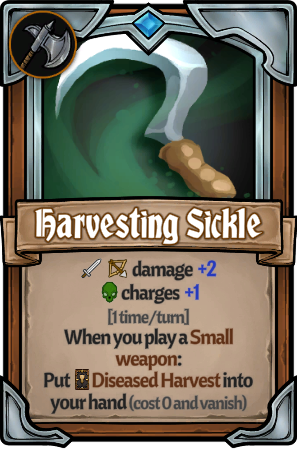 Harvesting Sickle
damage +2
charges +1
[1 time/turn]
When you play a Small
weapon:
Put Diseased Harvest into
your hand (cost 0 and vanish)